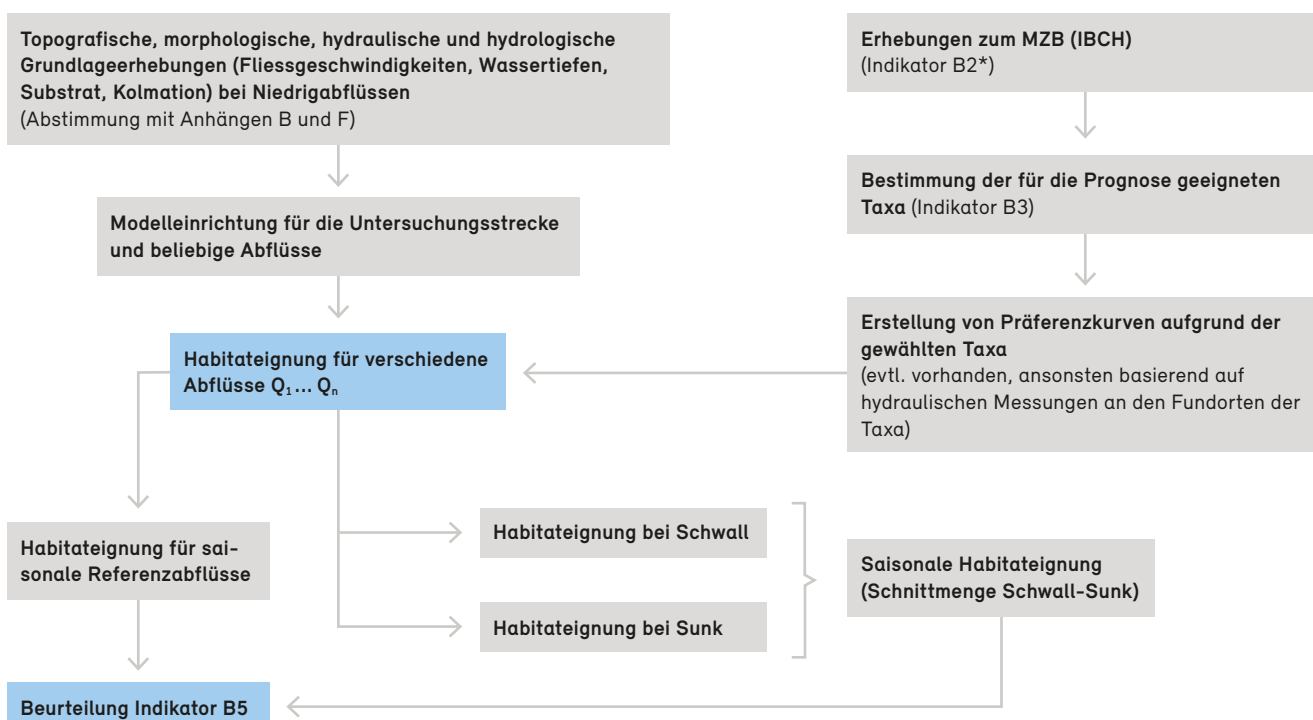 Topografische, morphologische, hydraulische und hydrologische
Grundlageerhebungen (Fliessgeschwindigkeiten, Wassertiefen,
Substrat, Kolmation) bei Niedrigabflüssen
(Abstimmung mit Anhängen B und F)
Modelleinrichtung für die Untersuchungsstrecke
und beliebige Abflüsse
Erhebungen zum MZB (IBCH)
(Indikator B2*)
Bestimmung der für die Prognose geeigneten
Taxa (Indikator B3)
Erstellung von Präferenzkurven aufgrund der
gewählten Taxa
(evtl. vorhanden, ansonsten basierend auf
hydraulischen Messungen an den Fundorten der
Taxa)
Habitateignung für verschiedene
Abflüsse Q₁ ... Qₙ
Habitateignung für sai-
sonale Referenzabflüsse
Habitateignung bei Schwall
Habitateignung bei Sunk
Saisonale Habitateignung
(Schnittmenge Schwall-Sunk)
Beurteilung Indikator B5